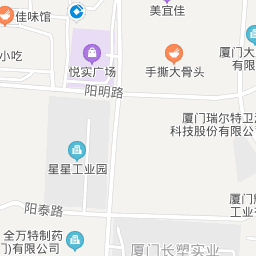 美宜佳
佳味馆
小吃
悦实广场
手撕大骨头
厦门大
有限
阳明路
厦门瑞尔特卫
科技股份有限公
星星工业园
厦门
工业有
阳泰路
全万特制药
门)有限公司
厦门长塑实业